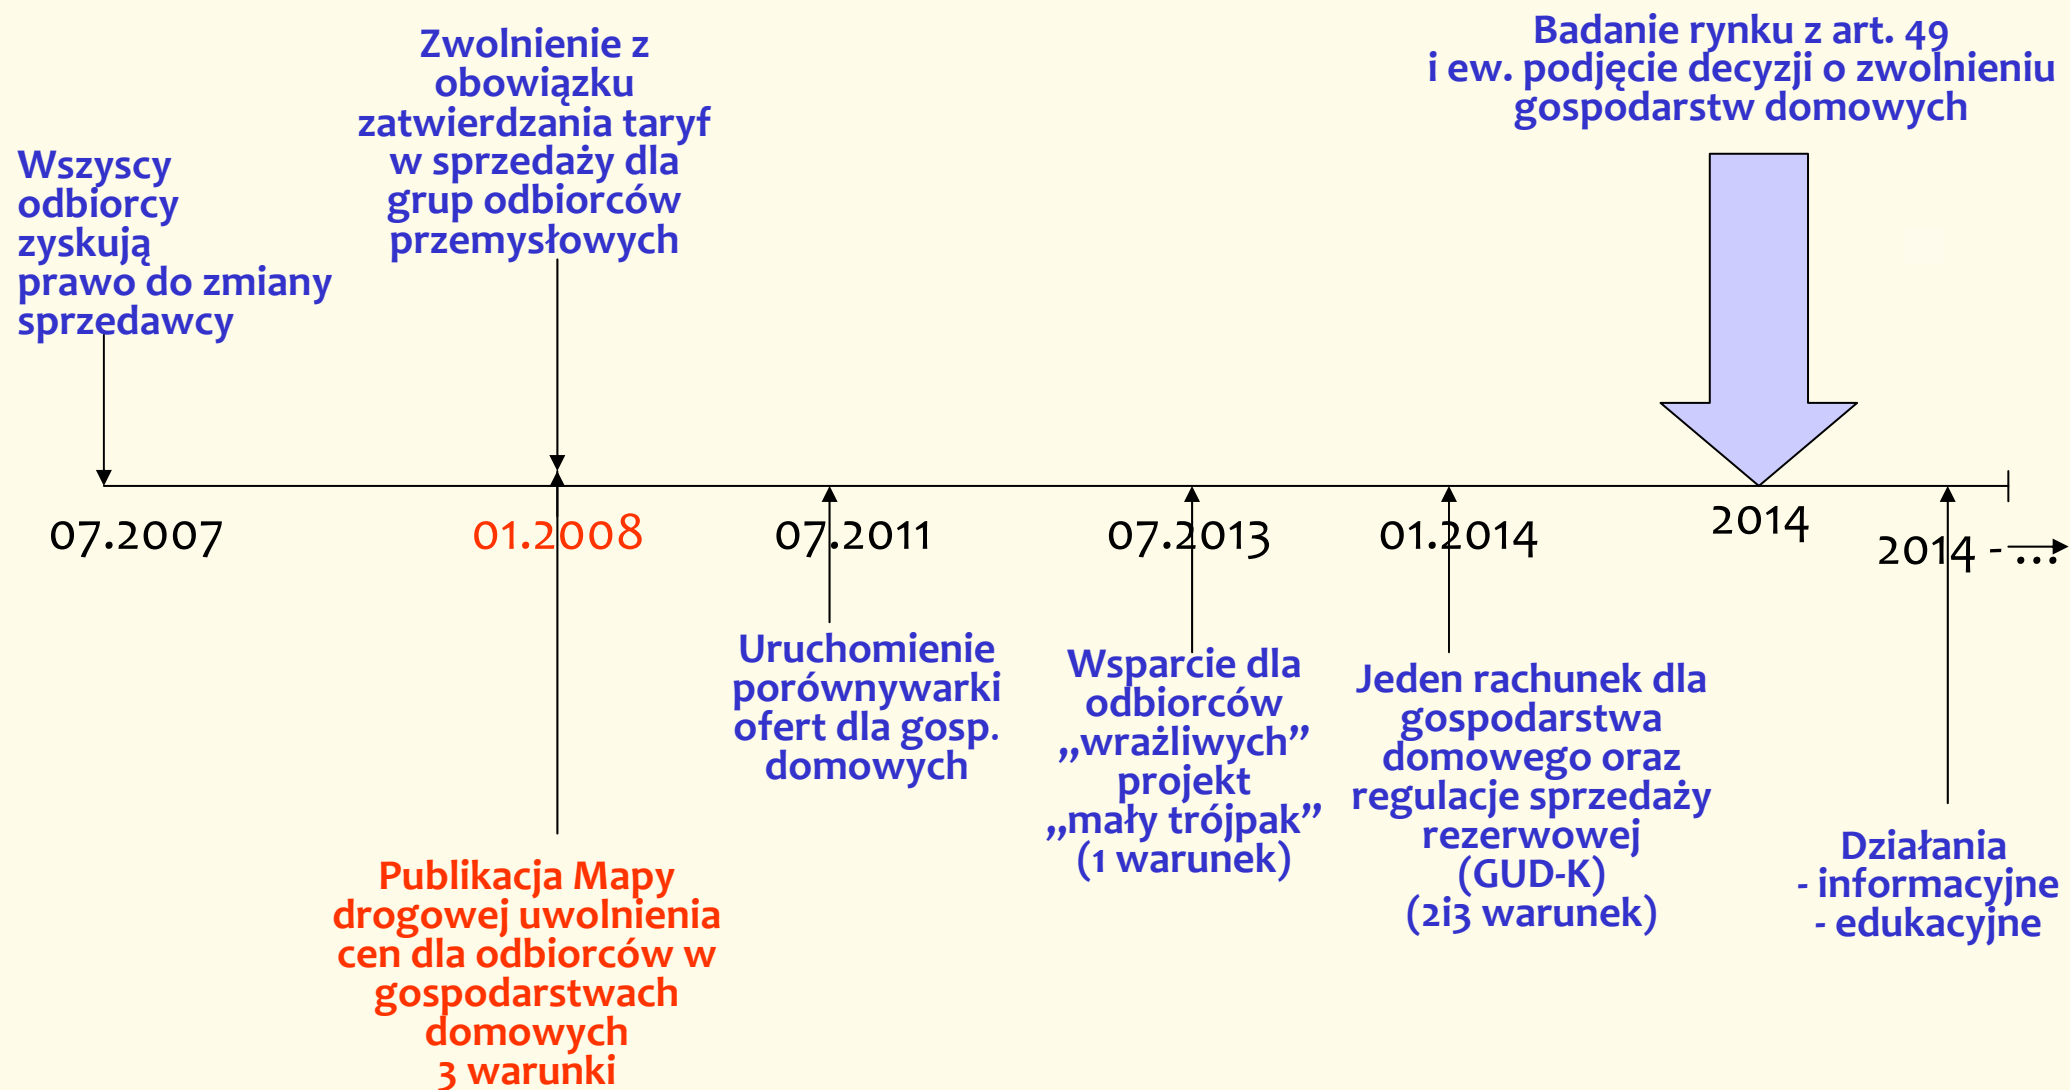 Wszyscy
odbiorcy
zyskują
prawo do zmiany
sprzedawcy
Zwolnienie z
obowiązku
zatwierdzania taryf
w sprzedaży dla
grup odbiorców
przemysłowych
Badanie rynku z art. 49
i ew. podjęcie decyzji o zwolnieniu
gospodarstw domowych
07.2007
01.2008
07.2011
07.2013
01.2014
2014
2014 - ...
Publikacja Mapy
drogowej uwolnienia
cen dla odbiorców w
gospodarstwach
domowych
3 warunki
Uruchomienie
porównywarki
ofert dla gosp.
domowych
Wsparcie dla
odbiorców
„wrażliwych”
projekt
„mały trójpak”
(1 warunek)
Jeden rachunek dla
gospodarstwa
domowego oraz
regulacje sprzedaży
rezerwowej
(GUD-K)
(2i3 warunek)
Działania
- informacyjne
- edukacyjne